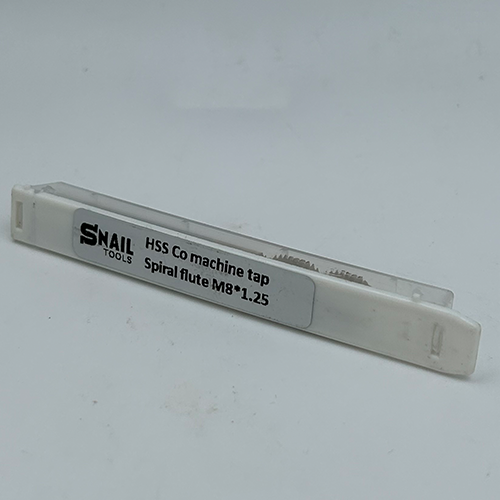 SNAIL
TOOLS
HSS Co machine tap
Spiral flute M8*1.25